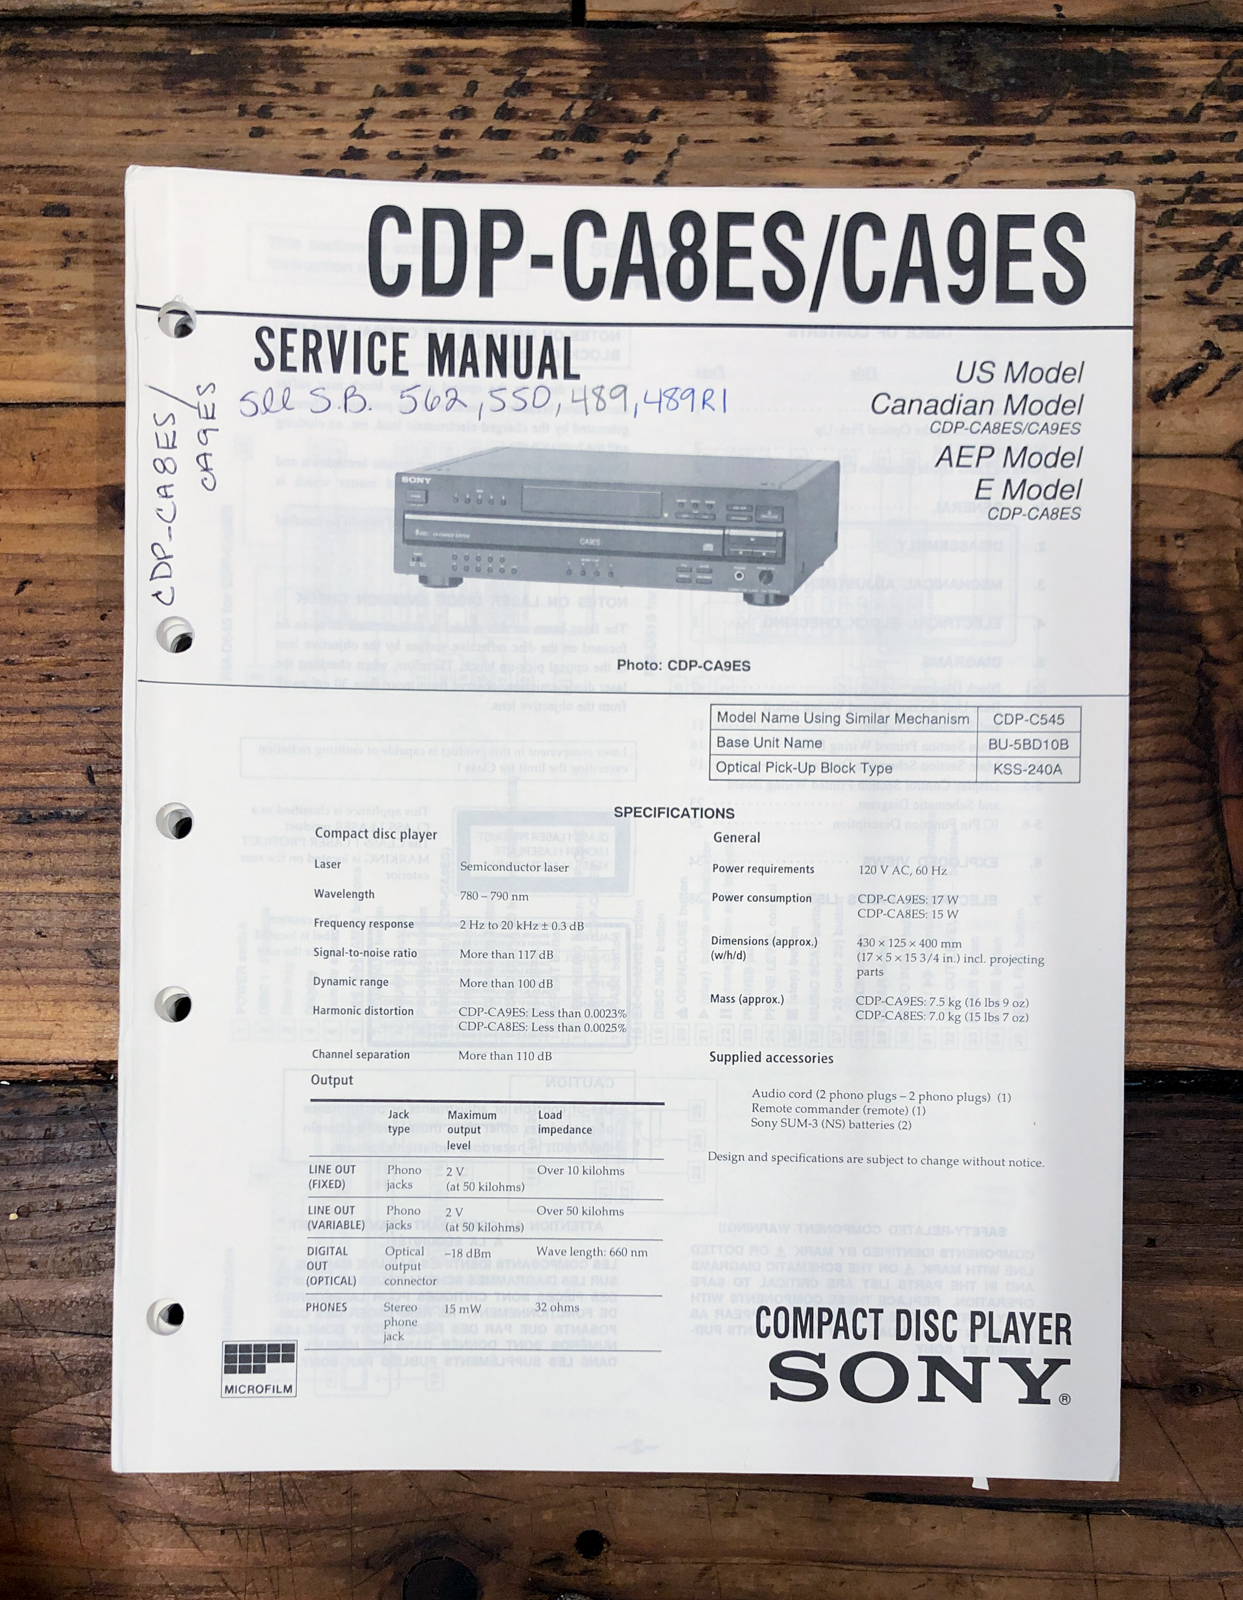 CDP-CA8ES/CA9ES
SERVICE MANUAL
See S.B. 562, 550, 489, 489R1
CDP-CA8ES/
CA9ES
US Model
Canadian Model
CDP-CA8ES/CA9ES
AEP Model
E Model
CDP-CA8ES
SONY
CA9ES
Photo: CDP-CA9ES
Model Name Using Similar Mechanism CDP-C545
Base Unit Name BU-5BD10B
Optical Pick-Up Block Type KSS-240A
SPECIFICATIONS
Compact disc player
Laser Semiconductor laser
Wavelength 780 – 790 nm
Frequency response 2 Hz to 20 kHz ± 0.3 dB
Signal-to-noise ratio More than 117 dB
Dynamic range More than 100 dB
Harmonic distortion CDP-CA9ES: Less than 0.0023%
CDP-CA8ES: Less than 0.0025%
Channel separation More than 110 dB
Output
Jack type Maximum output level Load impedance
LINE OUT (FIXED) Phono jacks 2 V (at 50 kilohms) Over 10 kilohms
LINE OUT (VARIABLE) Phono jacks 2 V (at 50 kilohms) Over 50 kilohms
DIGITAL OUT (OPTICAL) Optical output connector –18 dBm Wave length: 660 nm
PHONES Stereo phone jack 15 mW 32 ohms
General
Power requirements 120 V AC, 60 Hz
Power consumption CDP-CA9ES: 17 W
CDP-CA8ES: 15 W
Dimensions (approx.) 430 × 125 × 400 mm
(w/h/d) (17 × 5 × 15 3/4 in.) incl. projecting
parts
Mass (approx.) CDP-CA9ES: 7.5 kg (16 lbs 9 oz)
CDP-CA8ES: 7.0 kg (15 lbs 7 oz)
Supplied accessories
Audio cord (2 phono plugs – 2 phono plugs) (1)
Remote commander (remote) (1)
Sony SUM-3 (NS) batteries (2)
Design and specifications are subject to change without notice.
MICROFILM
COMPACT DISC PLAYER
SONY®